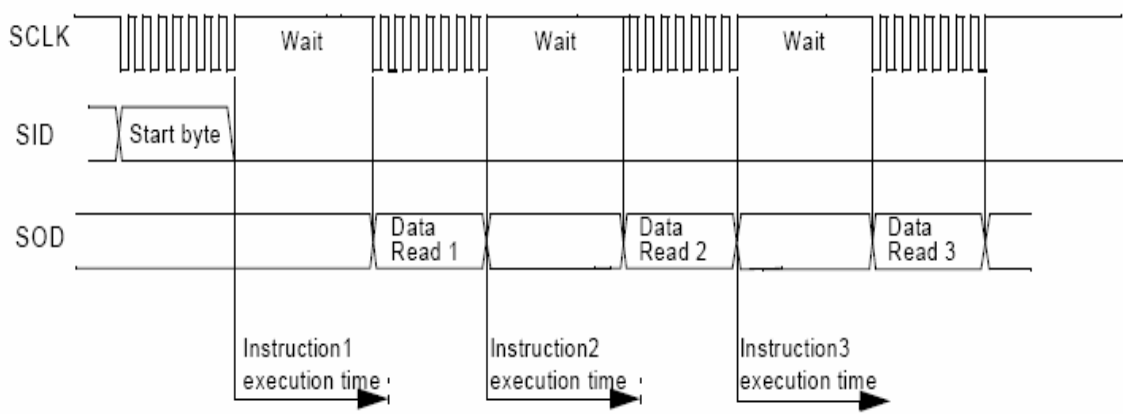 SCLK
Wait
Wait
Wait
SID
Start byte
SOD
Data
Read 1
Data
Read 2
Data
Read 3
Instruction1
execution time
Instruction2
execution time
Instruction3
execution time